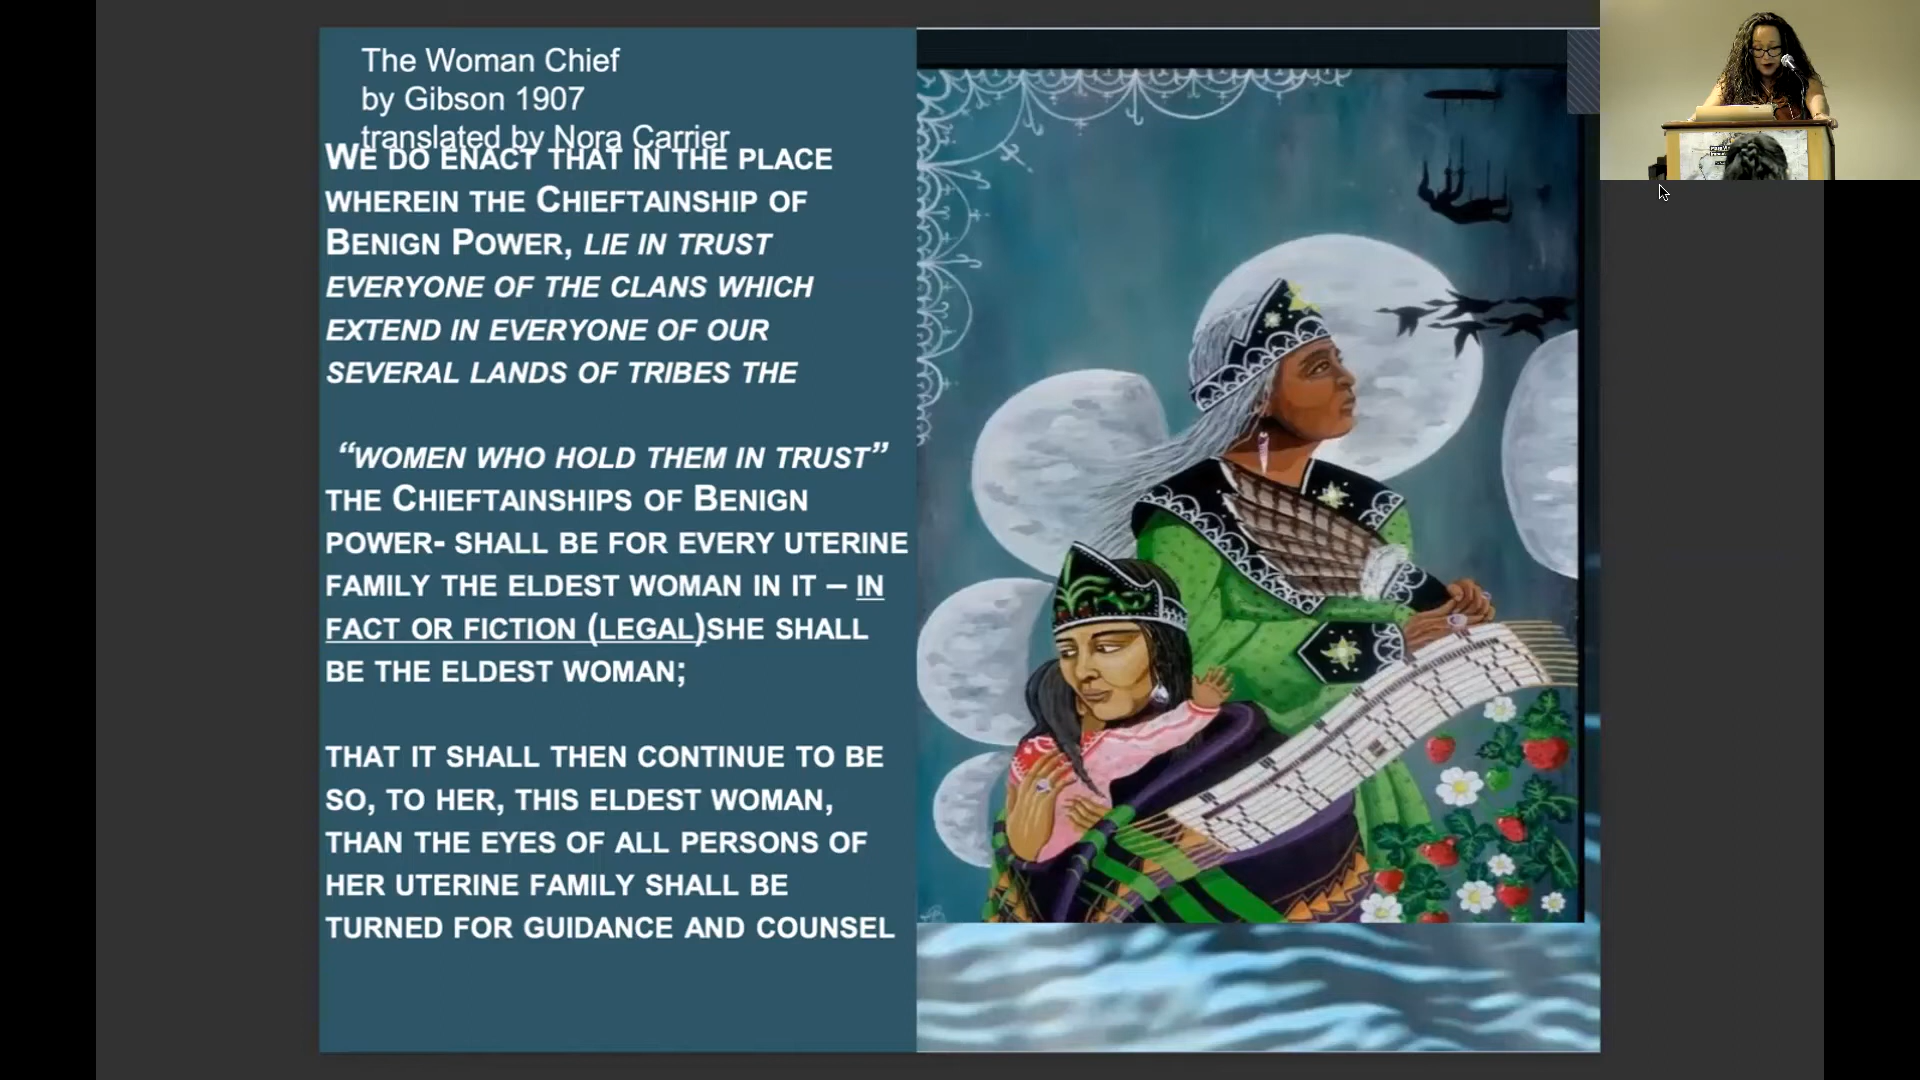 The Woman Chief
by Gibson 1907
translated by Nora Carrier
WE DO ENACT THAT IN THE PLACE
WHEREIN THE CHIEFTAINSHIP OF
BENIGN POWER, LIE IN TRUST
EVERYONE OF THE CLANS WHICH
EXTEND IN EVERYONE OF OUR
SEVERAL LANDS OF TRIBES THE
“WOMEN WHO HOLD THEM IN TRUST”
THE CHIEFTAINSHIPS OF BENIGN
POWER- SHALL BE FOR EVERY UTERINE
FAMILY THE ELDEST WOMAN IN IT – IN
FACT OR FICTION (LEGAL)SHE SHALL
BE THE ELDEST WOMAN;
THAT IT SHALL THEN CONTINUE TO BE
SO, TO HER, THIS ELDEST WOMAN,
THAN THE EYES OF ALL PERSONS OF
HER UTERINE FAMILY SHALL BE
TURNED FOR GUIDANCE AND COUNSEL